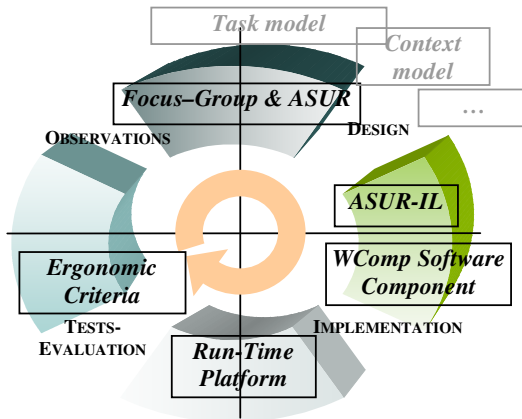 Task model
Context
model
...
Focus–Group & ASUR
OBSERVATIONS
DESIGN
ASUR-IL
WComp Software
Component
Ergonomic
Criteria
TESTS-
EVALUATION
IMPLEMENTATION
Run-Time
Platform